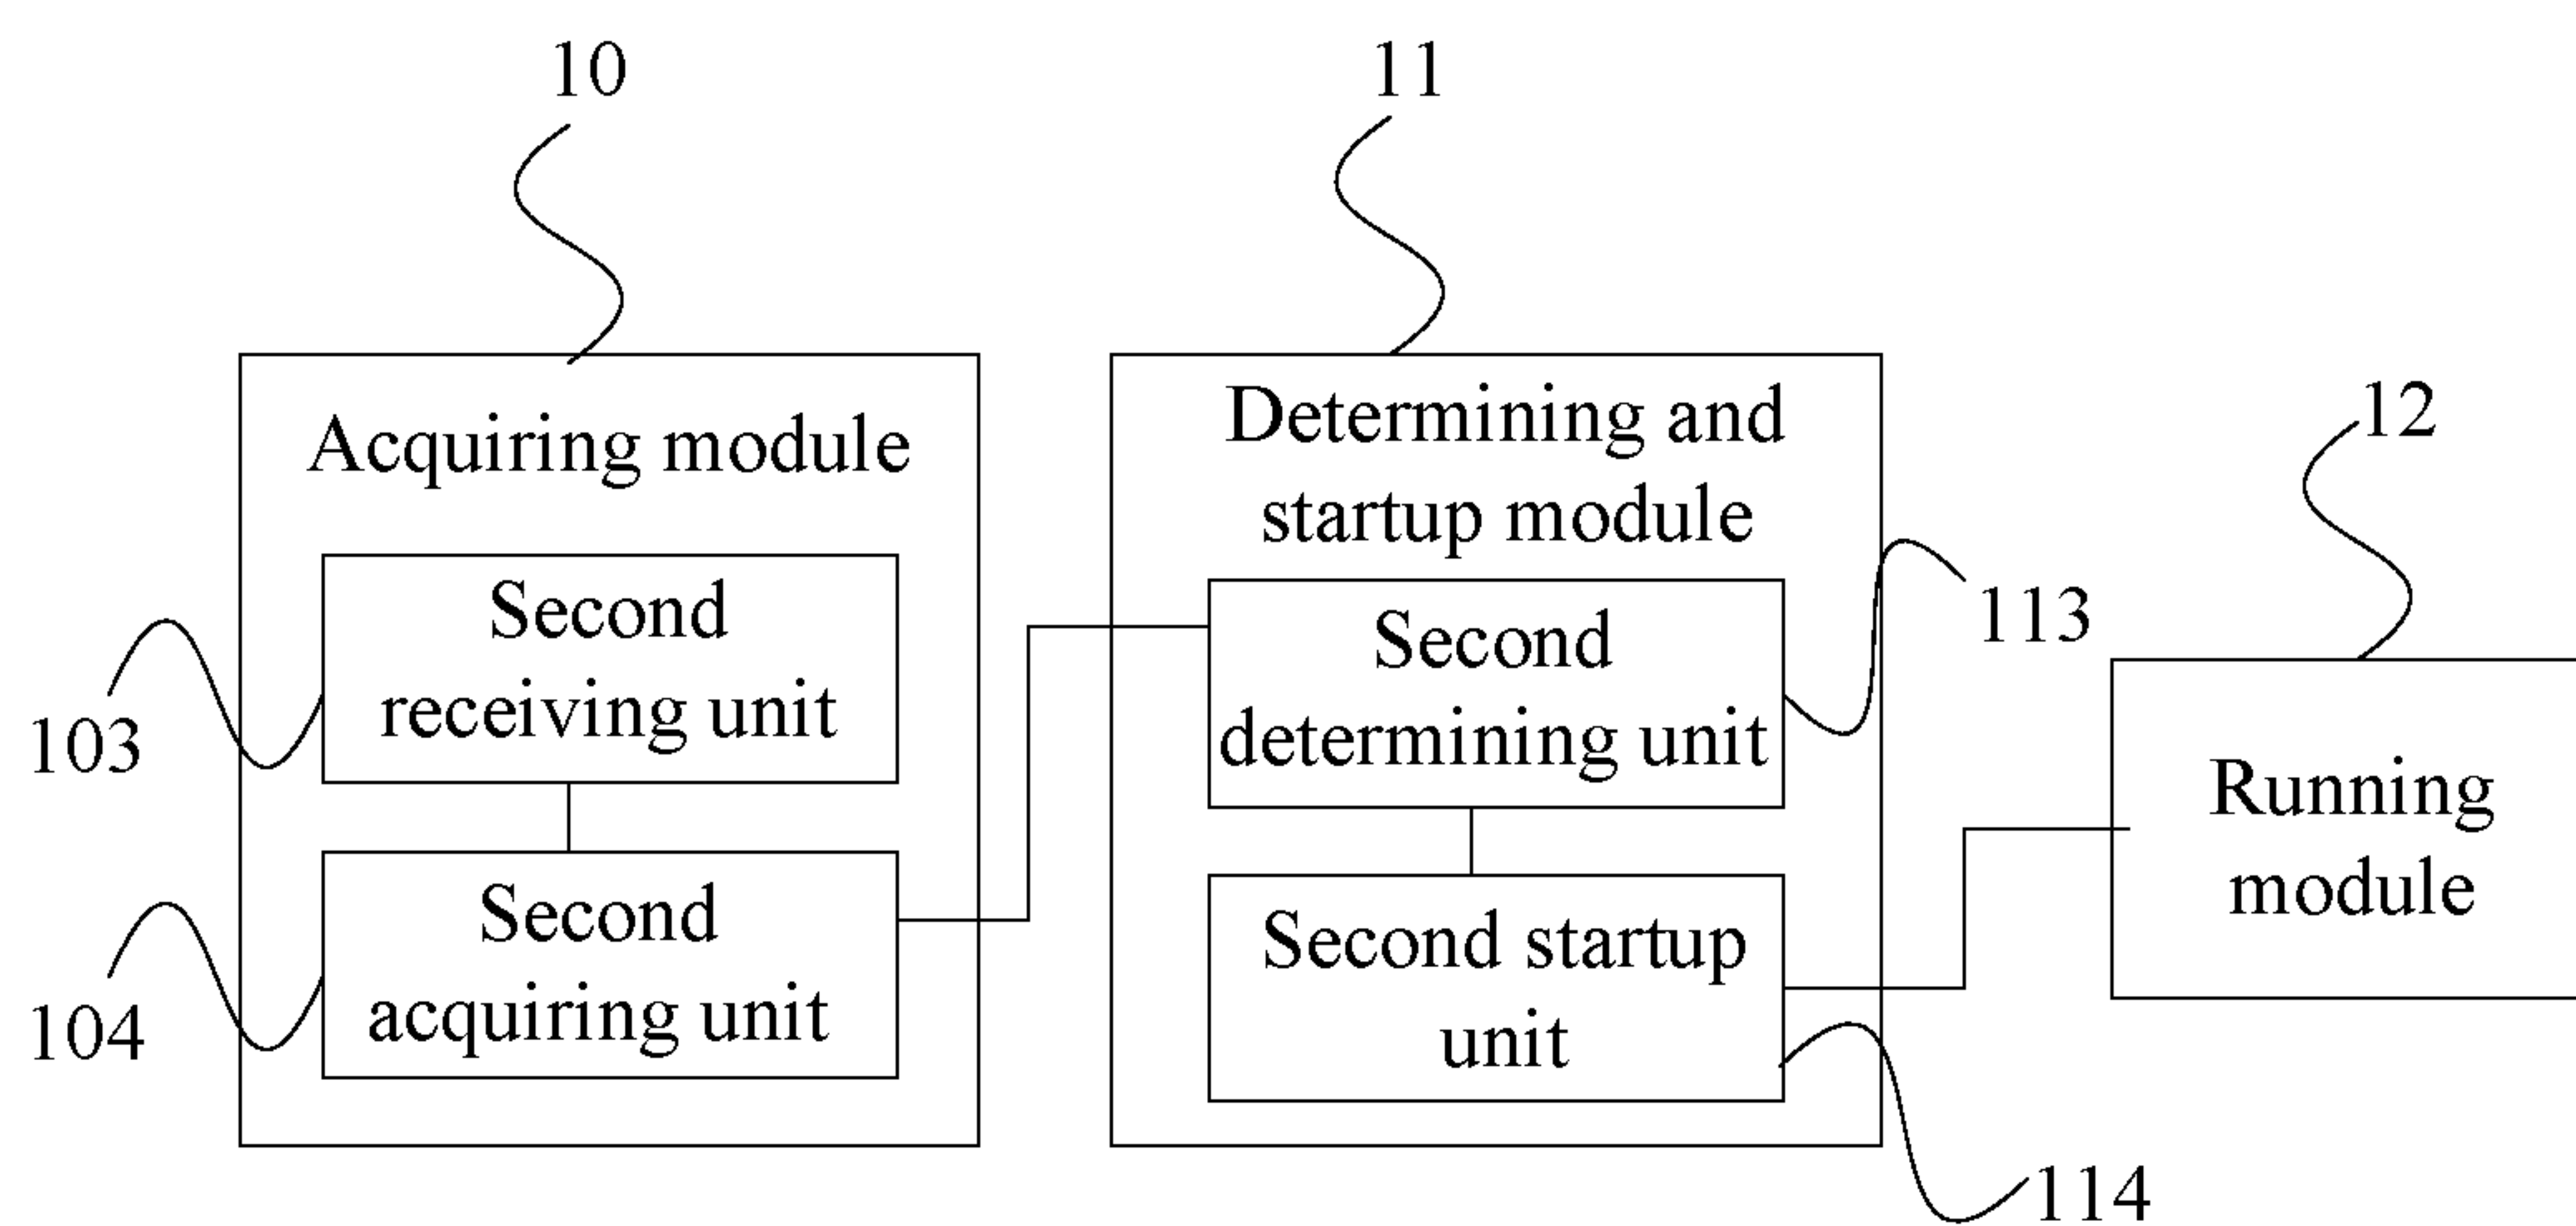 10
11
Acquiring module
Determining and
startup module
12
Second
receiving unit
Second
determining unit
113
103
Running
module
Second
acquiring unit
Second startup
unit
104
114